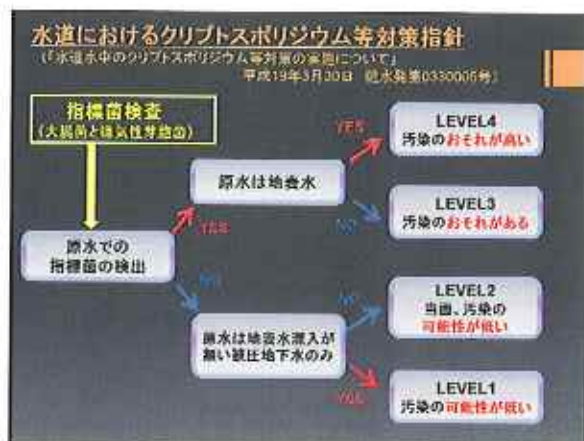 水道におけるクリプトスポリジウム等対策指針
(「水道水中のクリプトスポリジウム等対策の実施について」
平成19年3月30日 健水発第0330005号)
指標菌検査
(大腸菌と嫌気性芽胞菌)
原水での
指標菌の検出
YES
NO
原水は地表水
YES
NO
LEVEL4
汚染のおそれが高い
LEVEL3
汚染のおそれがある
原水は地表水混入が
無い被圧地下水のみ
NO
YES
LEVEL2
当面、汚染の
可能性が低い
LEVEL1
汚染の可能性が低い